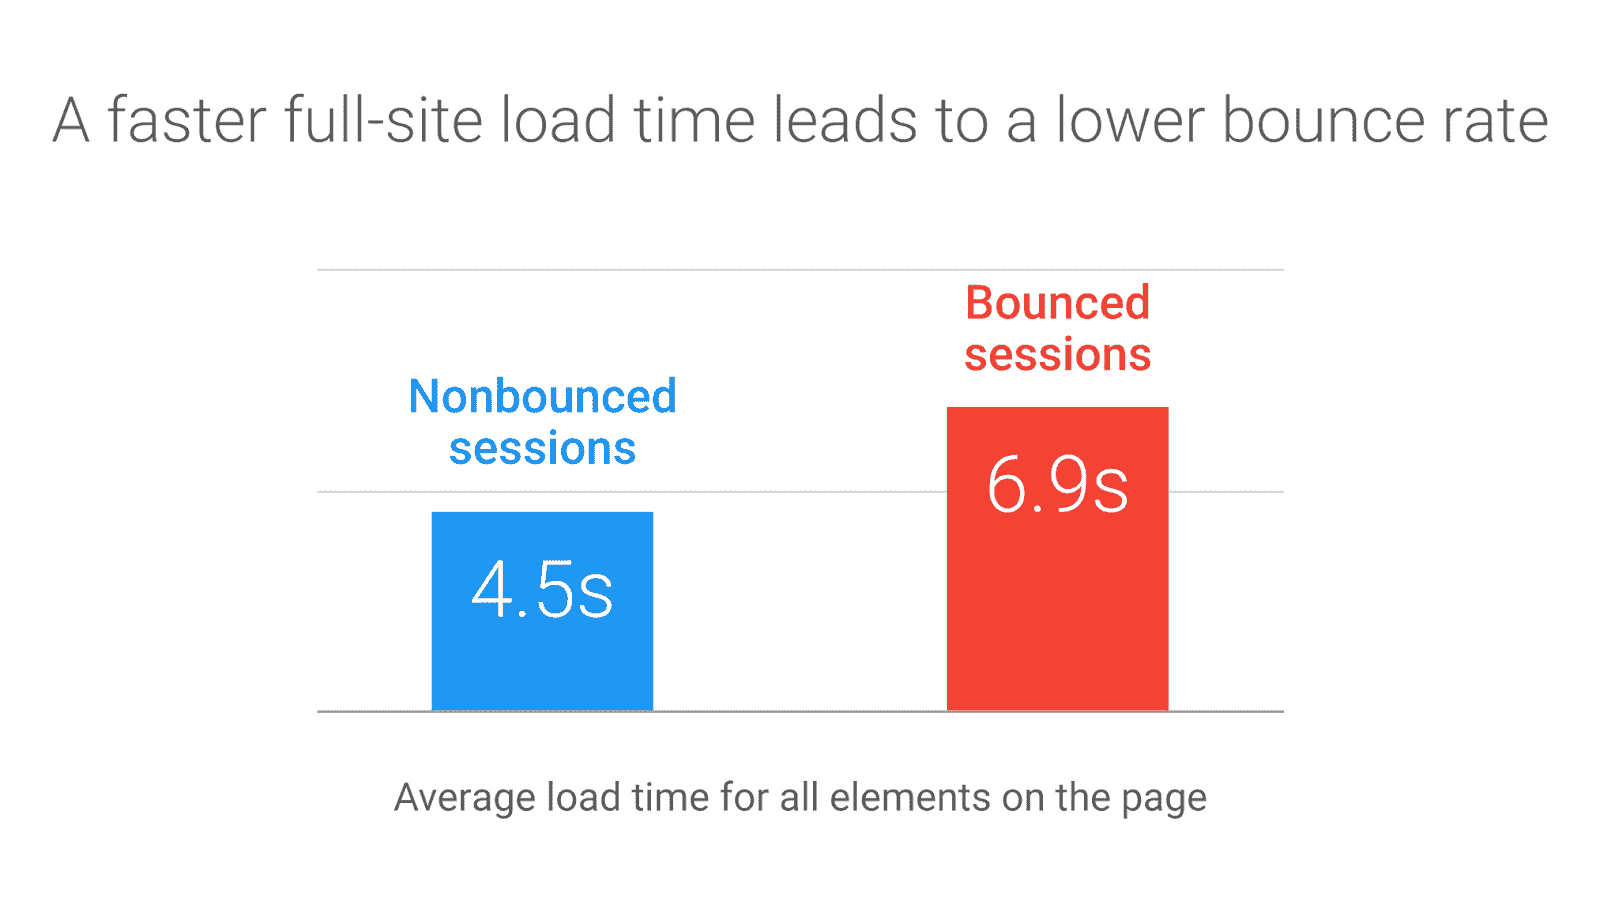 A faster full-site load time leads to a lower bounce rate
Bounced
sessions
Nonbounced
sessions
6.9s
4.5s
Average load time for all elements on the page